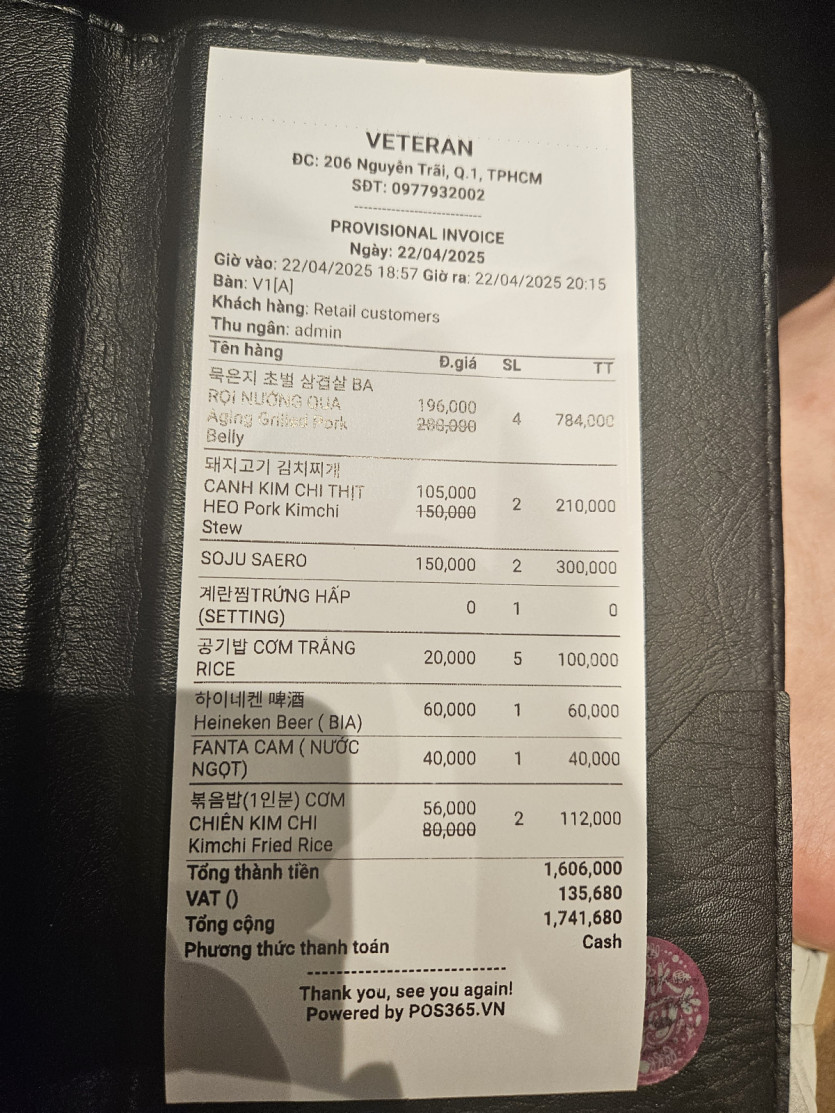 VETERAN
ĐC: 206 Nguyễn Trãi, Q.1, TPHCM
SĐT: 0977932002
PROVISIONAL INVOICE
Ngày: 22/04/2025
Giờ vào: 22/04/2025 18:57 Giờ ra: 22/04/2025 20:15
Bàn: V1[A]
Khách hàng: Retail customers
Thu ngân: admin
Tên hàng Đ.giá SL TT
묵은지 초벌 삼겹살 BA
RỌI NƯỚNG QUA 196,000
Aging Grilled Pork 280,000 4 784,000
Belly
돼지고기 김치찌개
CANH KIM CHI THỊT 105,000
HEO Pork Kimchi 150,000 2 210,000
Stew
SOJU SAERO 150,000 2 300,000
계란찜TRỨNG HẤP 0 1 0
(SETTING)
공기밥 CƠM TRẮNG 20,000 5 100,000
RICE
하이네켄 啤酒 60,000 1 60,000
Heineken Beer ( BIA)
FANTA CAM ( NƯỚC 40,000 1 40,000
NGỌT)
볶음밥(1인분) CƠM 56,000
CHIÊN KIM CHI 80,000 2 112,000
Kimchi Fried Rice
Tổng thành tiền 1,606,000
VAT () 135,680
Tổng cộng 1,741,680
Phương thức thanh toán Cash
Thank you, see you again!
Powered by POS365.VN